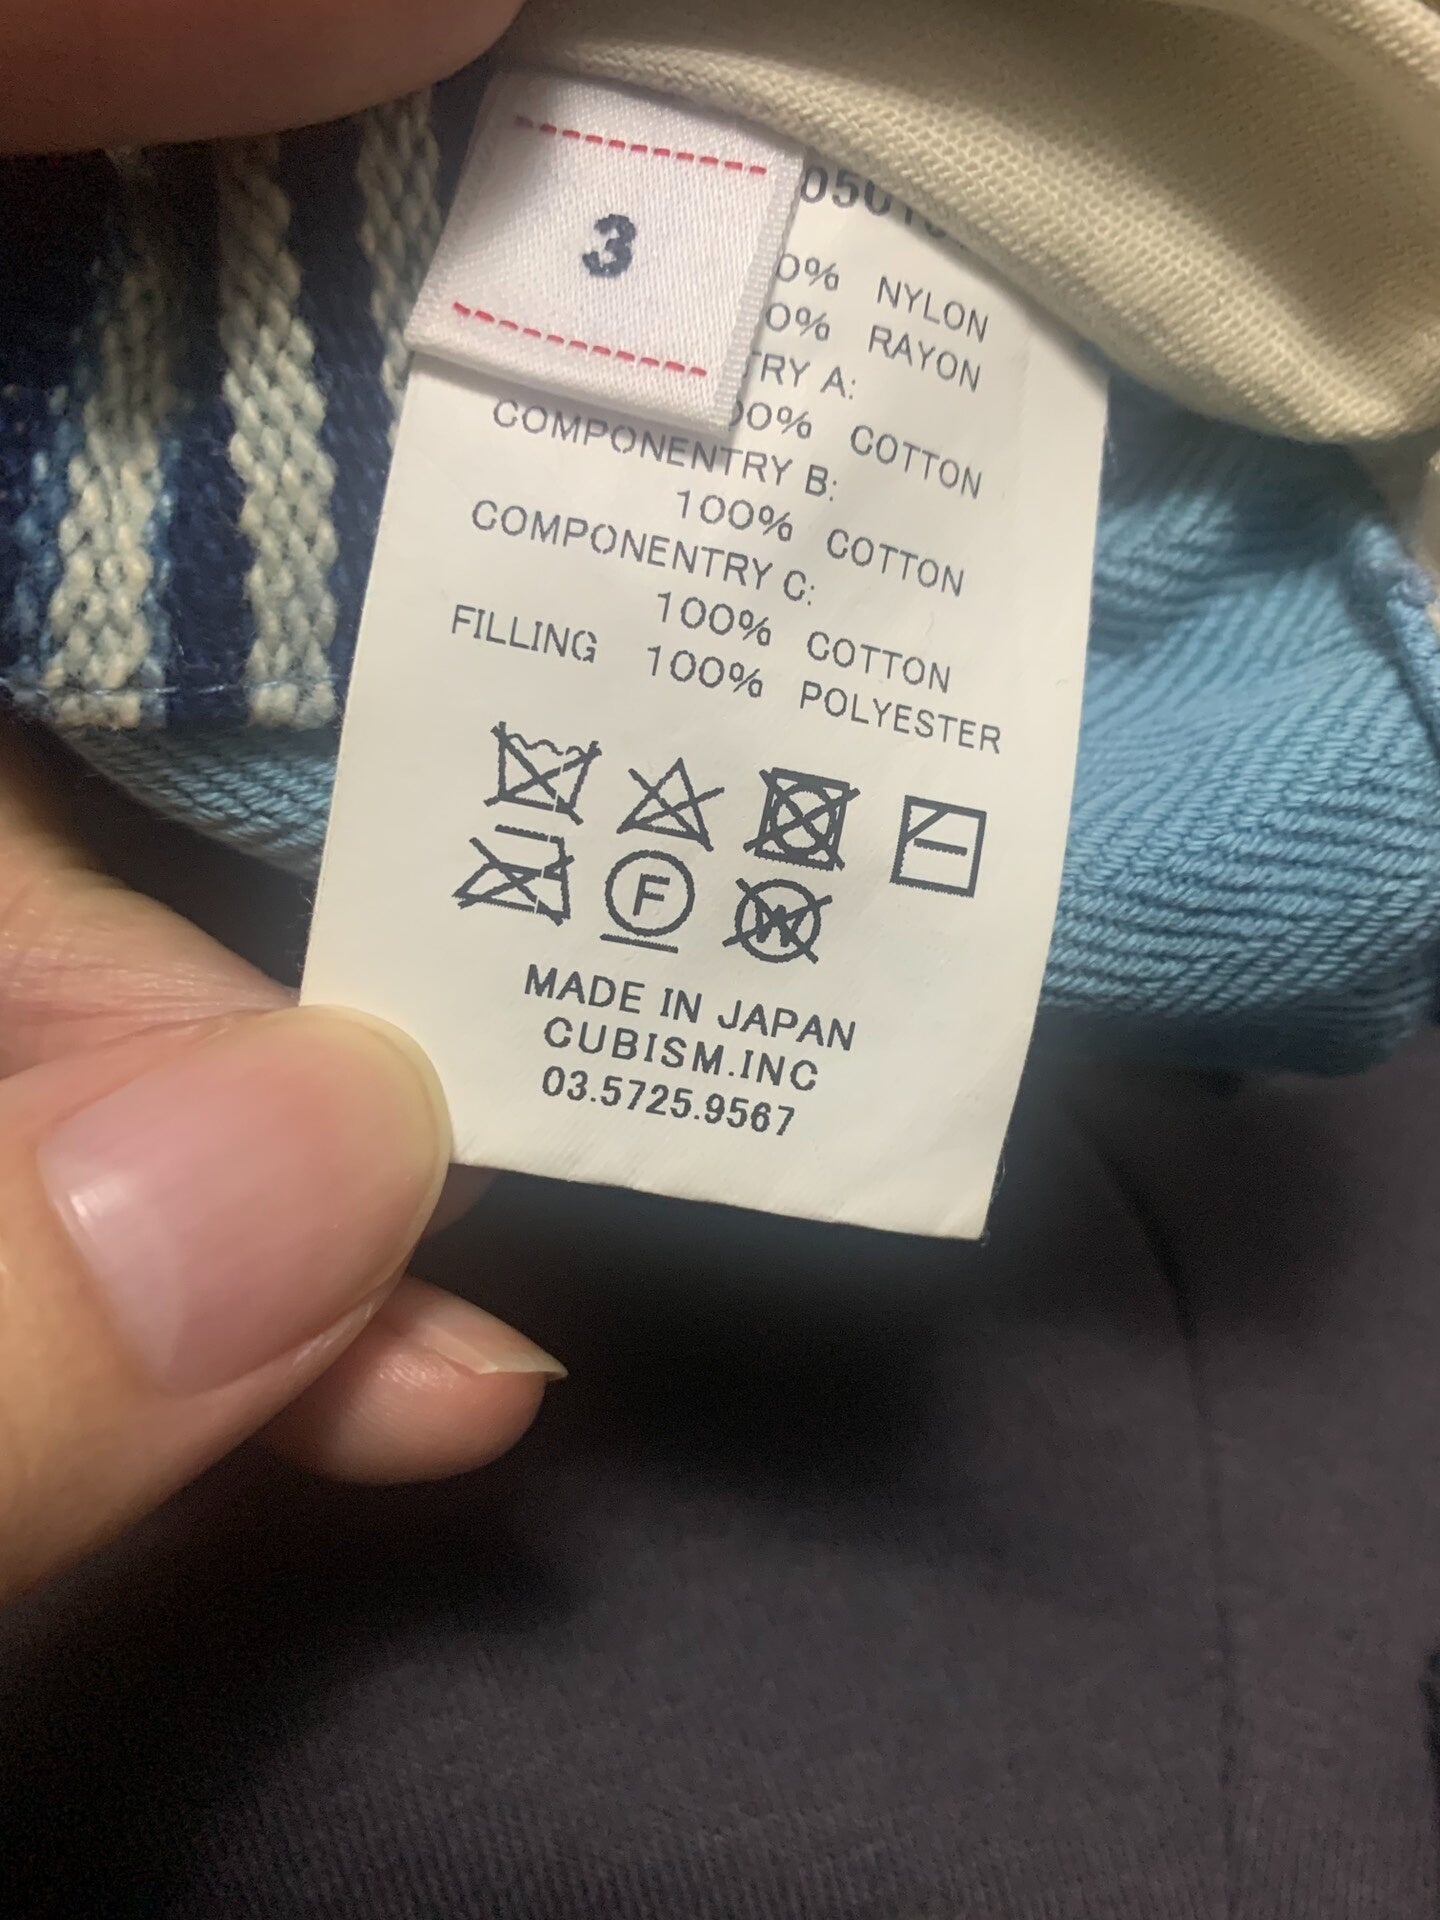 3
NYLON
RAYON
A:
COTTON
COMPONENTRY B:
100% COTTON
COMPONENTRY C:
100% COTTON
FILLING 100% POLYESTER
F
W
MADE IN JAPAN
CUBISM.INC
03.5725.9567